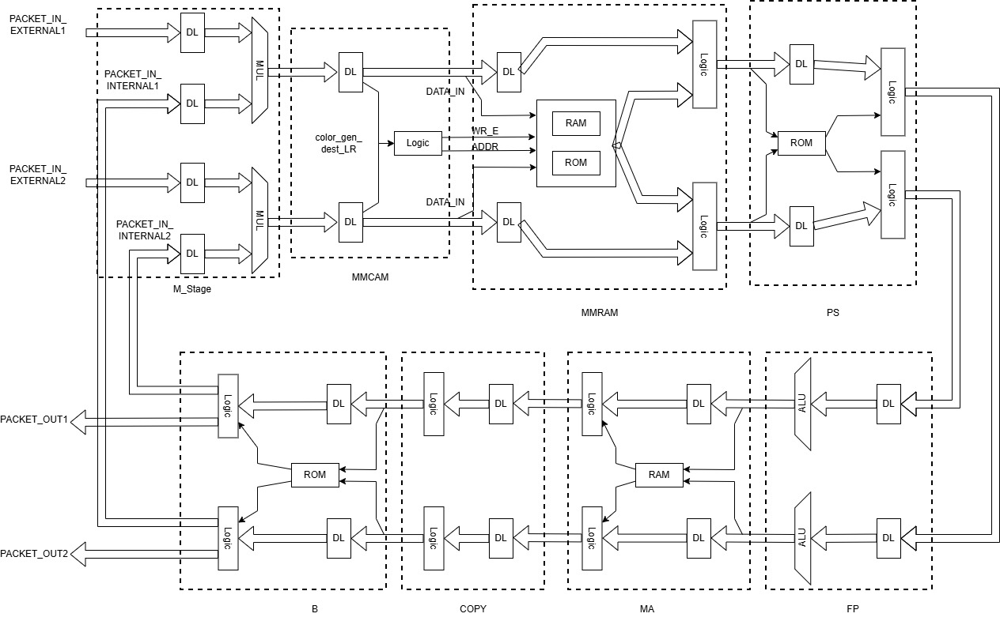 PACKET_IN_
EXTERNAL1
DL
MUL
PACKET_IN_
INTERNAL1
DL
PACKET_IN_
EXTERNAL2
DL
MUL
PACKET_IN_
INTERNAL2
DL
M_Stage
DL
color_gen_
dest_LR
Logic
DL
MMCAM
DATA_IN
WR_E
ADDR
DATA_IN
DL
RAM
ROM
DL
Logic
Logic
MMRAM
DL
Logic
ROM
DL
Logic
PS
PACKET_OUT1
Logic
DL
ROM
PACKET_OUT2
Logic
DL
B
Logic
DL
Logic
DL
COPY
Logic
DL
RAM
Logic
DL
MA
ALU
DL
ALU
DL
FP